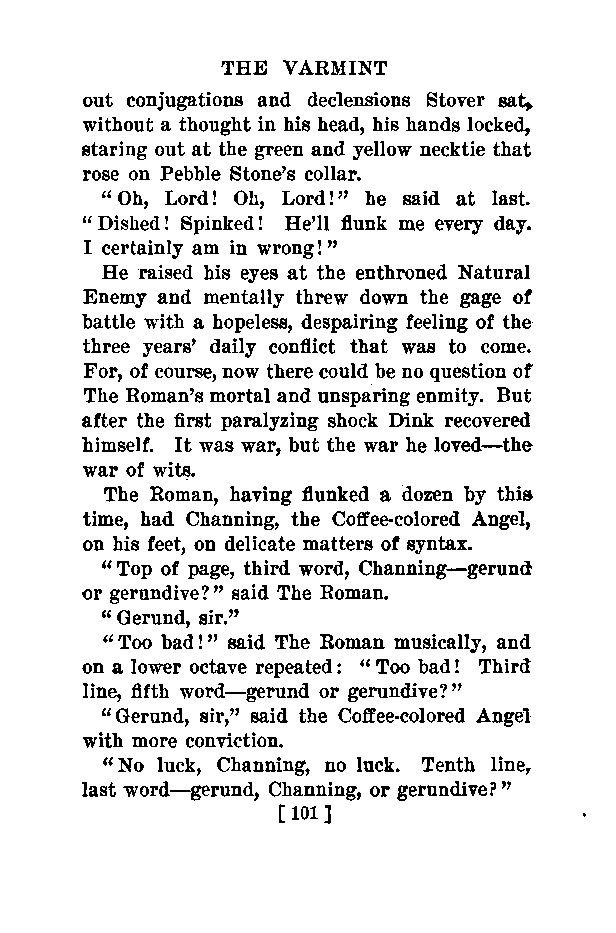 THE VARMINT
out conjugations and declensions Stover sat,
without a thought in his head, his hands locked,
staring out at the green and yellow necktie that
rose on Pebble Stone's collar.
"Oh, Lord! Oh, Lord!" he said at last.
"Dished! Spinked! He'll flunk me every day.
I certainly am in wrong!"
He raised his eyes at the enthroned Natural
Enemy and mentally threw down the gage of
battle with a hopeless, despairing feeling of the
three years' daily conflict that was to come.
For, of course, now there could be no question of
The Roman's mortal and unsparing enmity. But
after the first paralyzing shock Dink recovered
himself. It was war, but the war he loved—the
war of wits.
The Roman, having flunked a dozen by this
time, had Channing, the Coffee-colored Angel,
on his feet, on delicate matters of syntax.
"Top of page, third word, Channing—gerund
or gerundive?" said The Roman.
"Gerund, sir."
"Too bad!" said The Roman musically, and
on a lower octave repeated: "Too bad! Third
line, fifth word—gerund or gerundive?"
"Gerund, sir," said the Coffee-colored Angel
with more conviction.
"No luck, Channing, no luck. Tenth line,
last word—gerund, Channing, or gerundive?"
[101]